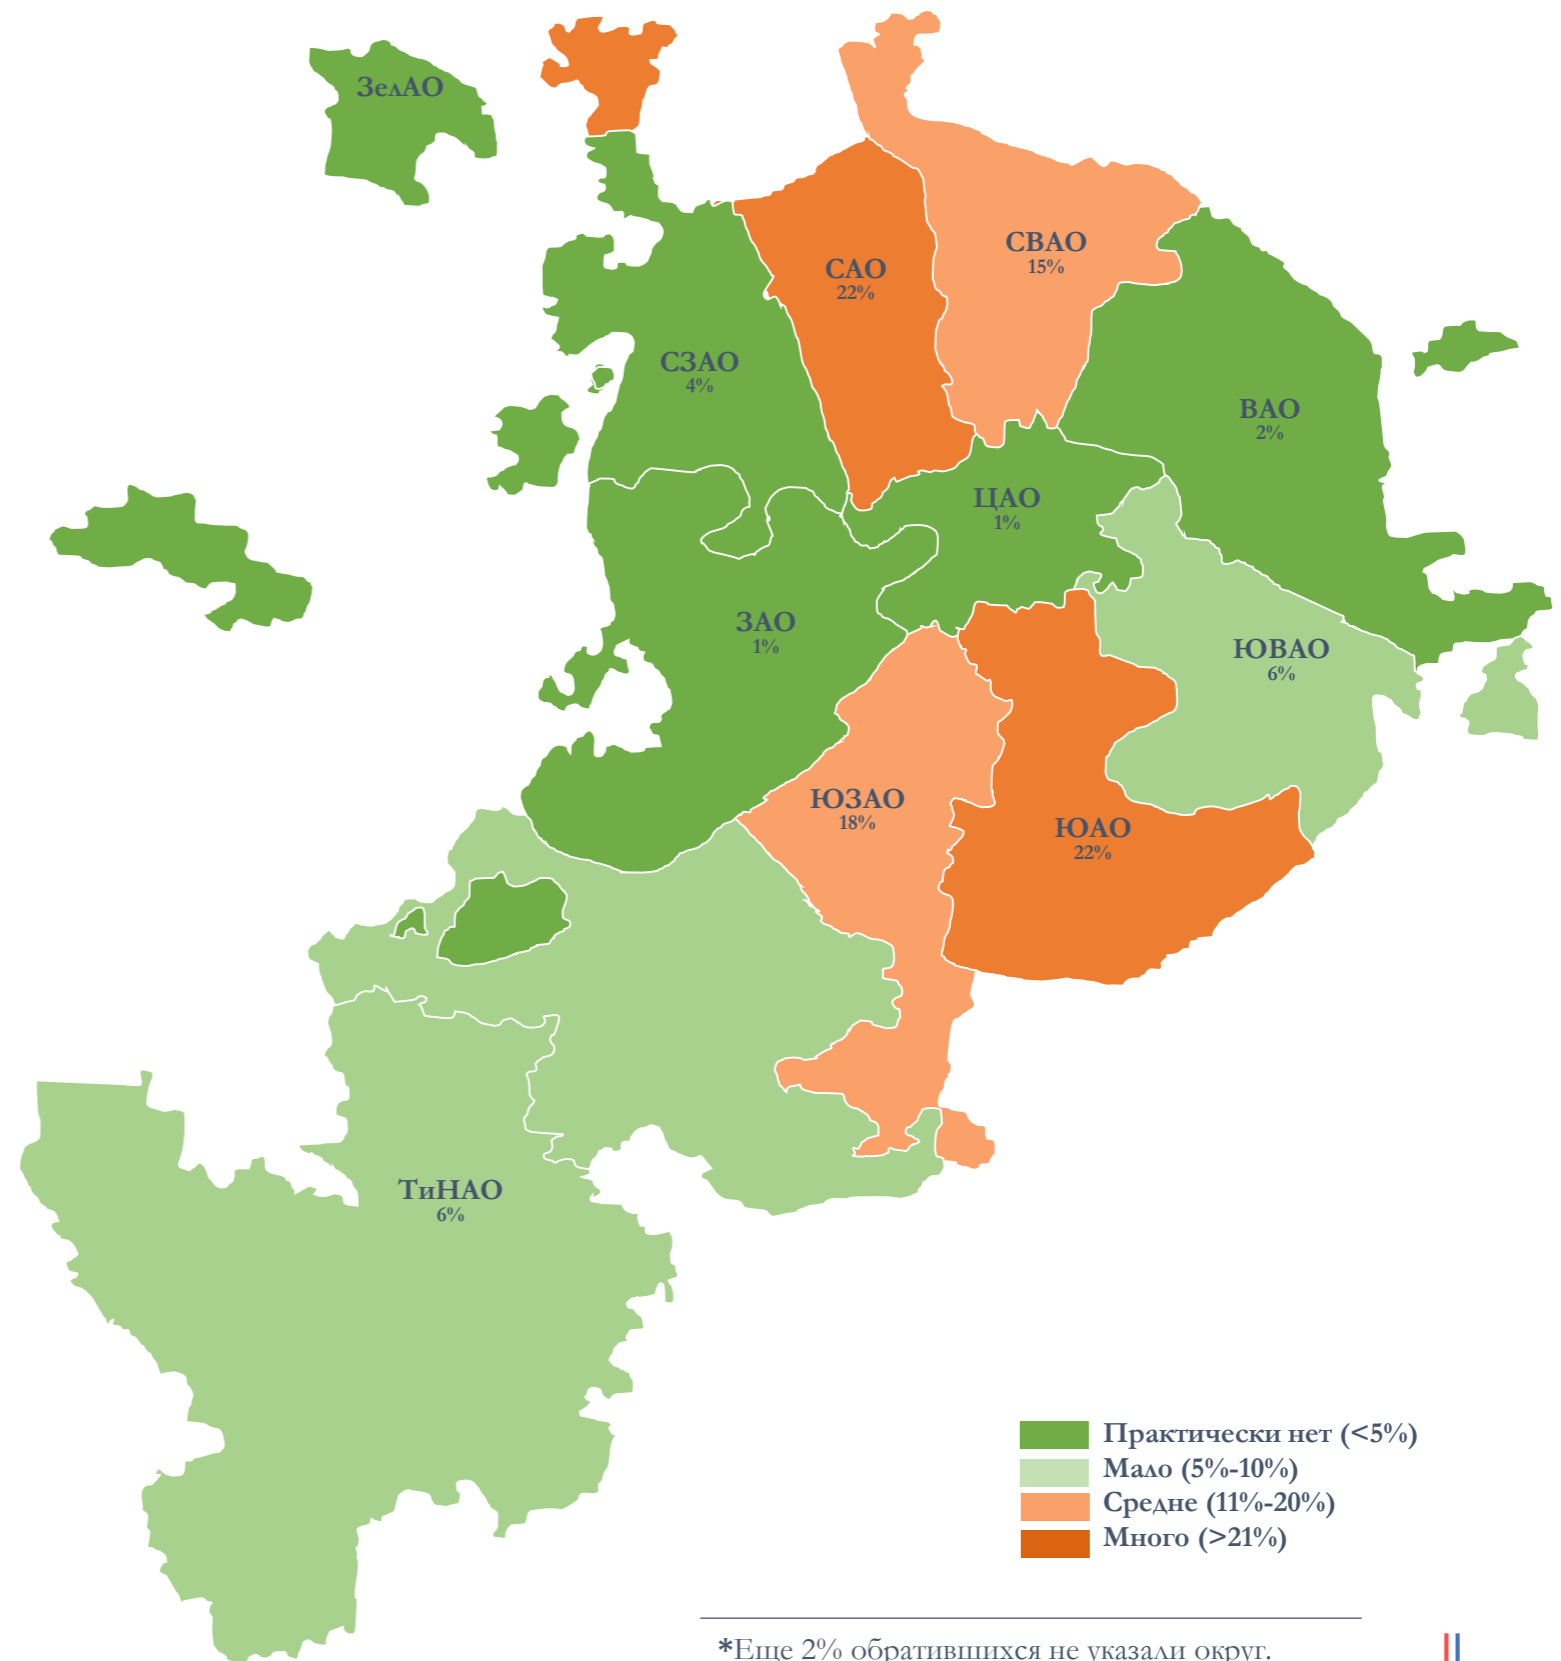 ЗелАО
СВАО
15%
САО
22%
СЗАО
4%
ВАО
2%
ЦАО
1%
ЗАО
1%
ЮВАО
6%
ЮЗАО
18%
ЮАО
22%
ТиНАО
6%
Практически нет (<5%)
Мало (5%-10%)
Средне (11%-20%)
Много (>21%)
*Еще 2% обратившихся не указали округ.